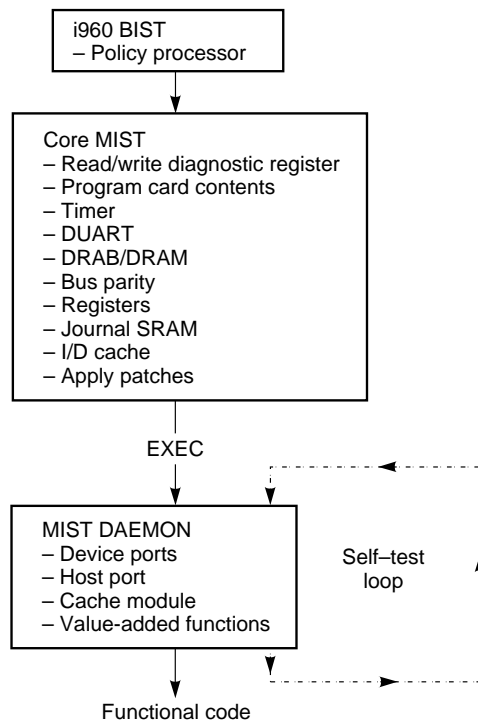 i960 BIST
– Policy processor
Core MIST
– Read/write diagnostic register
– Program card contents
– Timer
– DUART
– DRAB/DRAM
– Bus parity
– Registers
– Journal SRAM
– I/D cache
– Apply patches
EXEC
MIST DAEMON
– Device ports
– Host port
– Cache module
– Value-added functions
Self–test
loop
Functional code